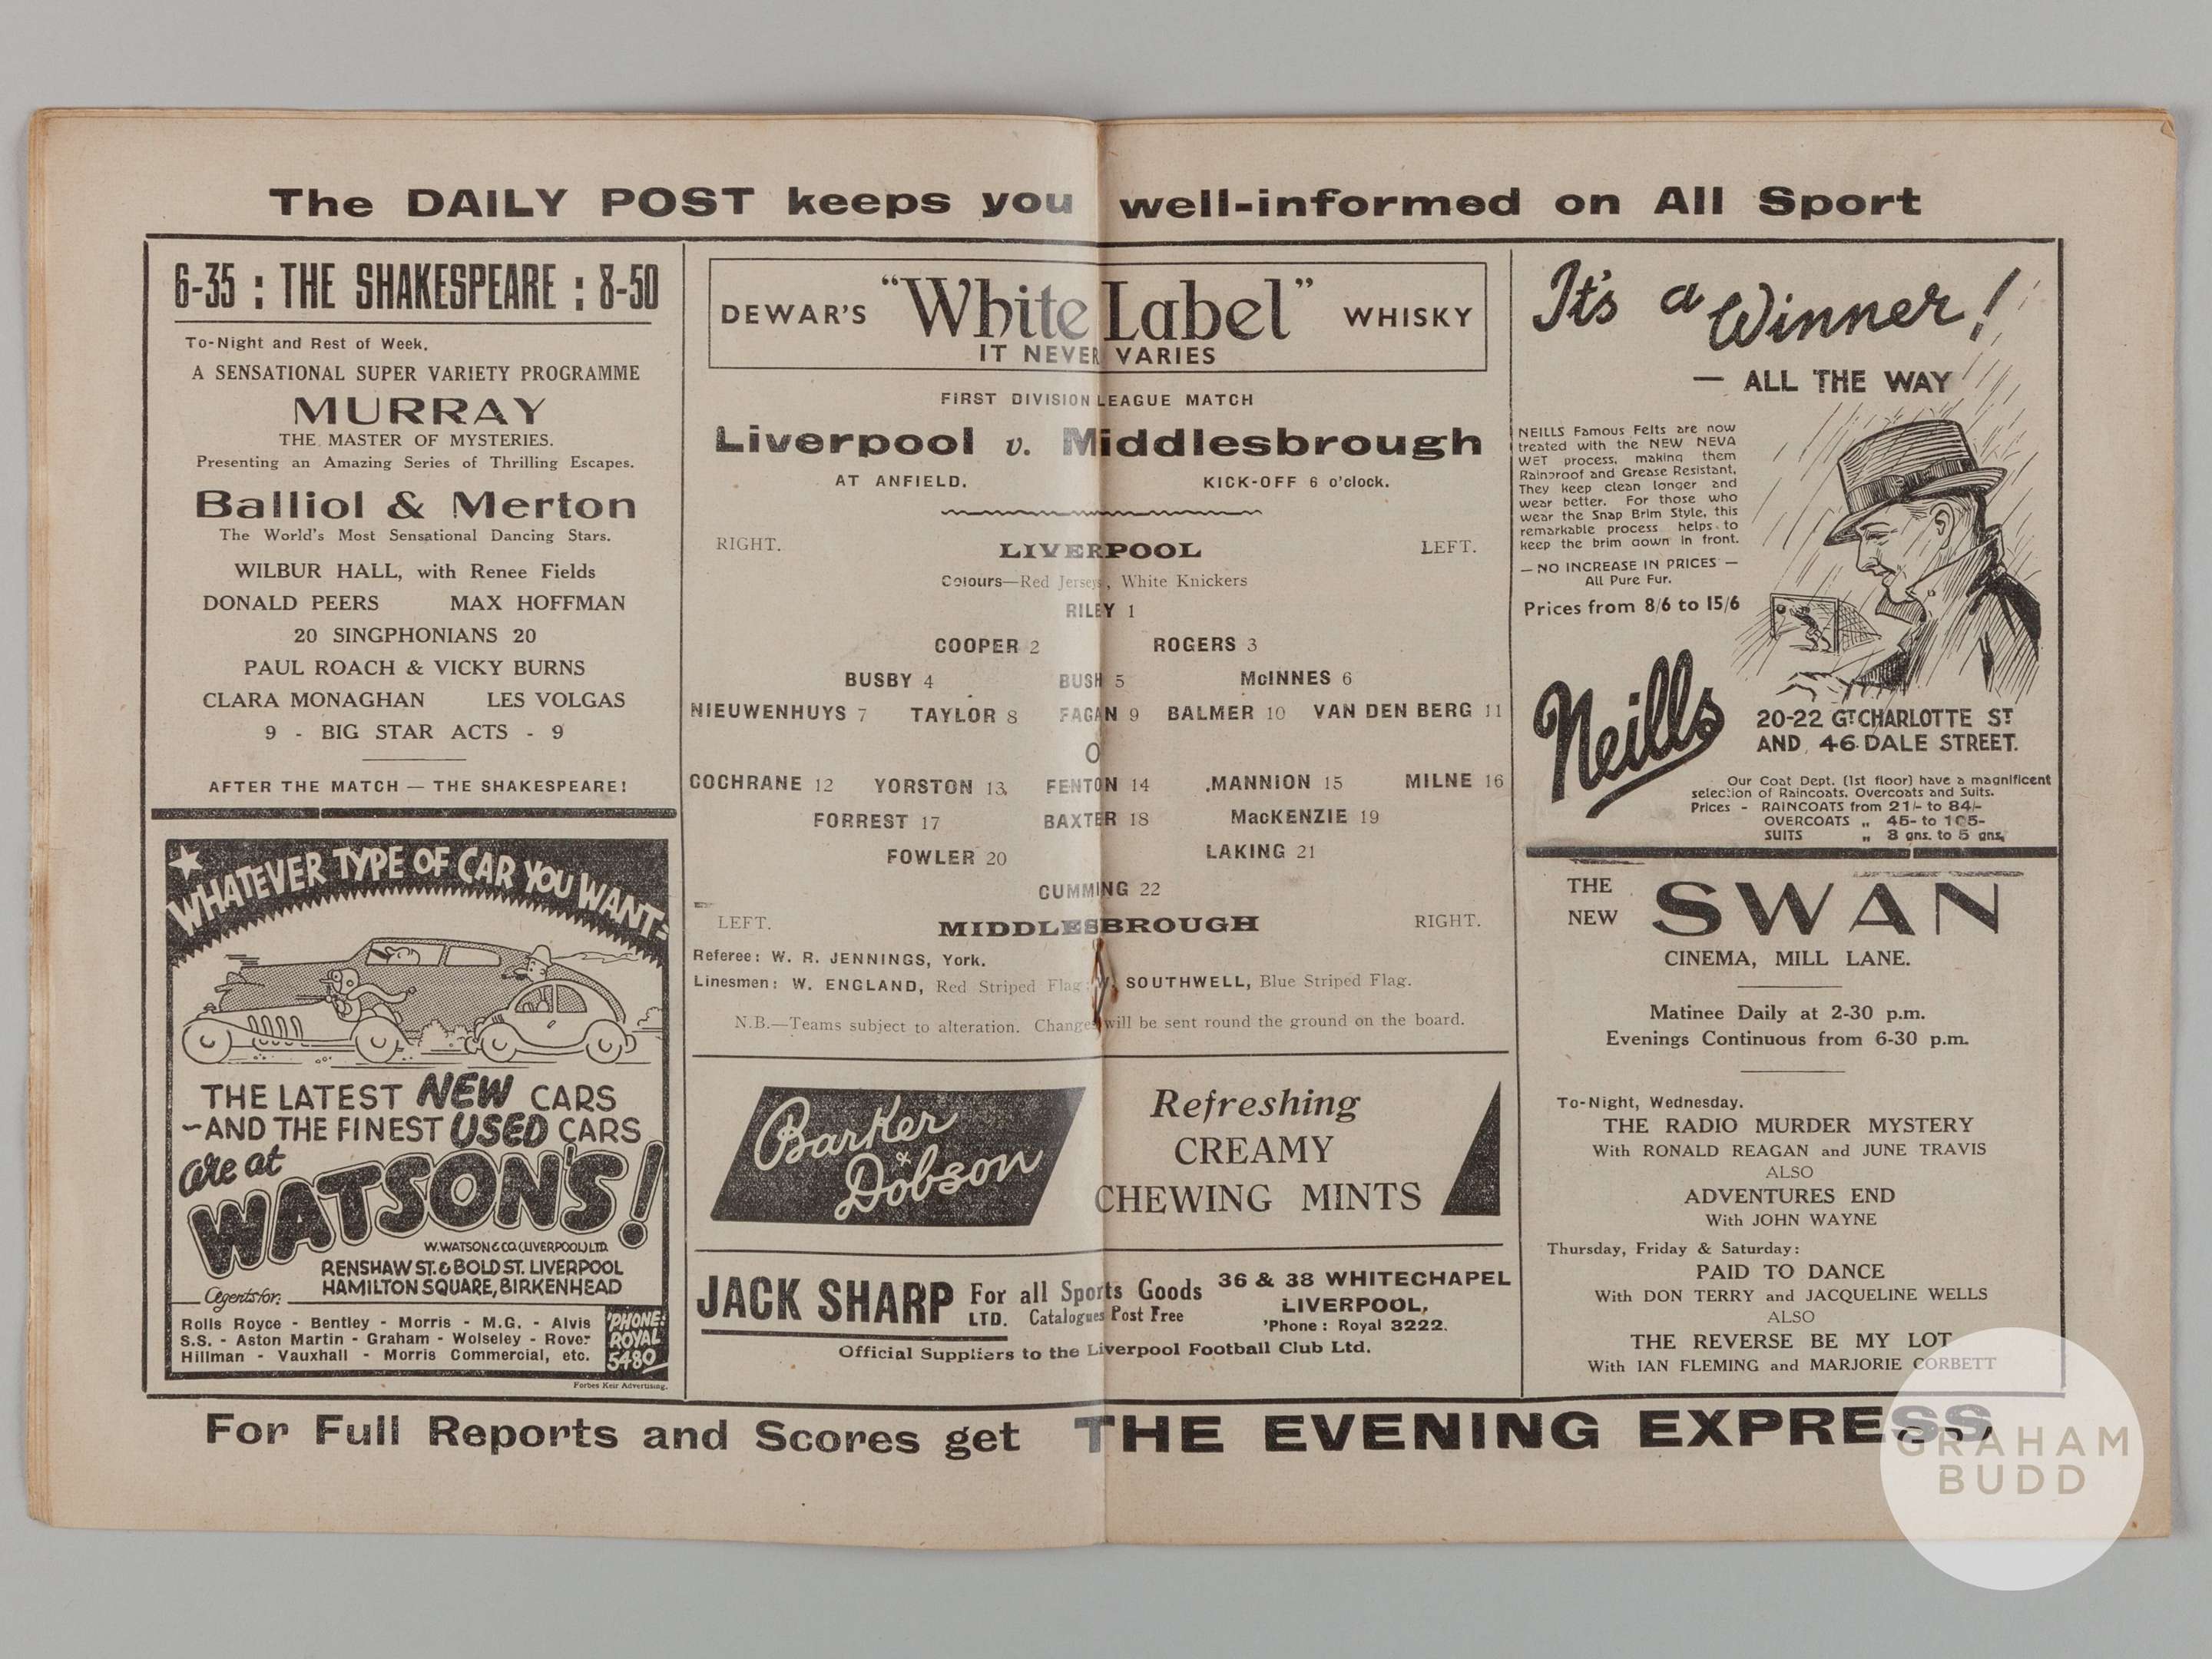 The DAILY POST keeps you well-informed on All Sport
6-35 : THE SHAKESPEARE : 8-50
To-Night and Rest of Week.
A SENSATIONAL SUPER VARIETY PROGRAMME
MURRAY
THE MASTER OF MYSTERIES.
Presenting an Amazing Series of Thrilling Escapes.
Balliol & Merton
The World's Most Sensational Dancing Stars.
WILBUR HALL, with Renee Fields
DONALD PEERS MAX HOFFMAN
20 SINGPHONIANS 20
PAUL ROACH & VICKY BURNS
CLARA MONAGHAN LES VOLGAS
9 - BIG STAR ACTS - 9
AFTER THE MATCH — THE SHAKESPEARE!
WHATEVER TYPE OF CAR YOU WANT-
THE LATEST NEW CARS
-AND THE FINEST USED CARS
are at
WATSON'S!
W. WATSON & CO. (LIVERPOOL) LTD.
RENSHAW ST. & BOLD ST. LIVERPOOL
HAMILTON SQUARE, BIRKENHEAD
Agents for:
Rolls Royce - Bentley - Morris - M.G. - Alvis
S.S. - Aston Martin - Graham - Wolseley - Rover
Hillman - Vauxhall - Morris Commercial, etc.
'PHONE:
ROYAL
5480
Forbes Keir Advertising.
DEWAR'S "White Label" WHISKY
IT NEVER VARIES
FIRST DIVISION LEAGUE MATCH
Liverpool v. Middlesbrough
AT ANFIELD. KICK-OFF 6 o'clock.
RIGHT. LIVERPOOL LEFT.
Colours—Red Jerseys, White Knickers
RILEY 1
COOPER 2 ROGERS 3
BUSBY 4 BUSH 5 McINNES 6
NIEUWENHUYS 7 TAYLOR 8 FAGAN 9 BALMER 10 VAN DEN BERG 11
O
COCHRANE 12 YORSTON 13 FENTON 14 MANNION 15 MILNE 16
FORREST 17 BAXTER 18 MacKENZIE 19
FOWLER 20 LAKING 21
CUMMING 22
LEFT. MIDDLESBROUGH RIGHT.
Referee: W. R. JENNINGS, York.
Linesmen: W. ENGLAND, Red Striped Flag; W. SOUTHWELL, Blue Striped Flag.
N.B.—Teams subject to alteration. Changes will be sent round the ground on the board.
Barker
&
Dobson
Refreshing
CREAMY
CHEWING MINTS
JACK SHARP LTD.
For all Sports Goods
Catalogues Post Free
36 & 38 WHITECHAPEL
LIVERPOOL.
'Phone: Royal 3222.
Official Suppliers to the Liverpool Football Club Ltd.
It's a Winner!
— ALL THE WAY
NEILLS Famous Felts are now
treated with the NEW NEVA
WET process, making them
Rainproof and Grease Resistant.
They keep clean longer and
wear better. For those who
wear the Snap Brim Style, this
remarkable process helps to
keep the brim down in front.
— NO INCREASE IN PRICES —
All Pure Fur.
Prices from 8/6 to 15/6
Neills
20-22 GT CHARLOTTE ST
AND, 46 DALE STREET.
Our Coat Dept. (1st floor) have a magnificent
selection of Raincoats, Overcoats and Suits.
Prices - RAINCOATS from 21/- to 84/-
OVERCOATS „ 45- to 105-
SUITS „ 3 gns. to 5 gns.
THE NEW SWAN
CINEMA, MILL LANE.
Matinee Daily at 2-30 p.m.
Evenings Continuous from 6-30 p.m.
To-Night, Wednesday.
THE RADIO MURDER MYSTERY
With RONALD REAGAN and JUNE TRAVIS
ALSO
ADVENTURES END
With JOHN WAYNE
Thursday, Friday & Saturday:
PAID TO DANCE
With DON TERRY and JACQUELINE WELLS
ALSO
THE REVERSE BE MY LOT
With IAN FLEMING and MARJORIE CORBETT
For Full Reports and Scores get THE EVENING EXPRESS
GRAHAM
BUDD